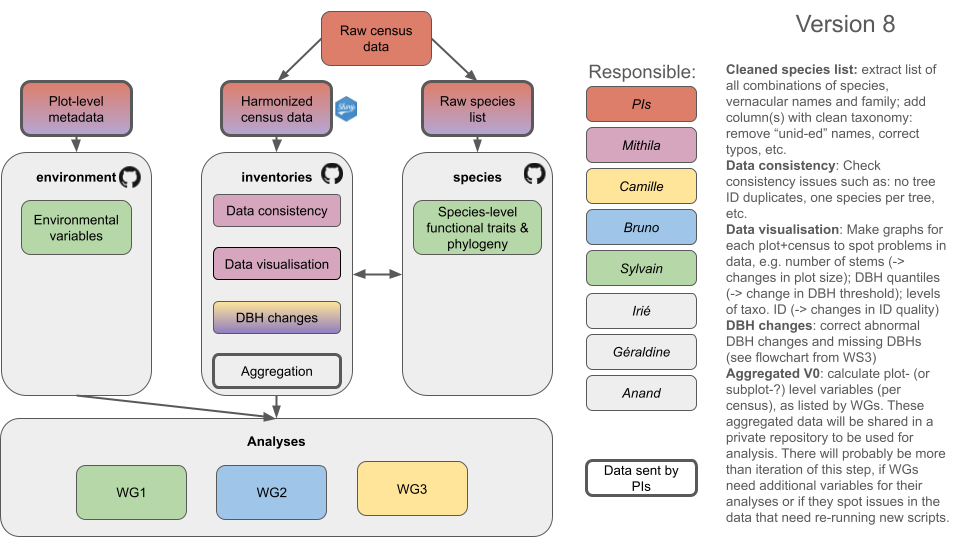 Version 8
Raw census
data
Plot-level
metadata
Harmonized
census data
Shiny
Raw species
list
environment
Environmental
variables
inventories
Data consistency
Data visualisation
DBH changes
Aggregation
species
Species-level
functional traits &
phylogeny
Analyses
WG1
WG2
WG3
Responsible:
PIs
Mithila
Camille
Bruno
Sylvain
Irié
Géraldine
Anand
Data sent by
PIs
Cleaned species list: extract list of
all combinations of species,
vernacular names and family; add
column(s) with clean taxonomy:
remove “unid-ed” names, correct
typos, etc.
Data consistency: Check
consistency issues such as: no tree
ID duplicates, one species per tree,
etc.
Data visualisation: Make graphs for
each plot+census to spot problems in
data, e.g. number of stems (->
changes in plot size); DBH quantiles
(-> change in DBH threshold); levels
of taxo. ID (-> changes in ID quality)
DBH changes: correct abnormal
DBH changes and missing DBHs
(see flowchart from WS3)
Aggregated V0: calculate plot- (or
subplot-?) level variables (per
census), as listed by WGs. These
aggregated data will be shared in a
private repository to be used for
analysis. There will probably be more
than iteration of this step, if WGs
need additional variables for their
analyses or if they spot issues in the
data that need re-running new scripts.